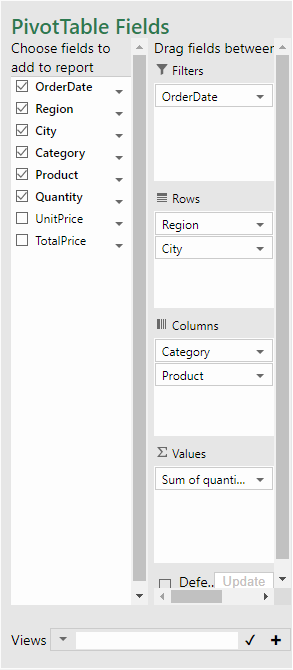 PivotTable Fields
Choose fields to
add to report
OrderDate
Region
City
Category
Product
Quantity
UnitPrice
TotalPrice
Drag fields between
Filters
OrderDate
Rows
Region
City
Columns
Category
Product
Σ Values
Sum of quanti...
Defe.. Update
Views